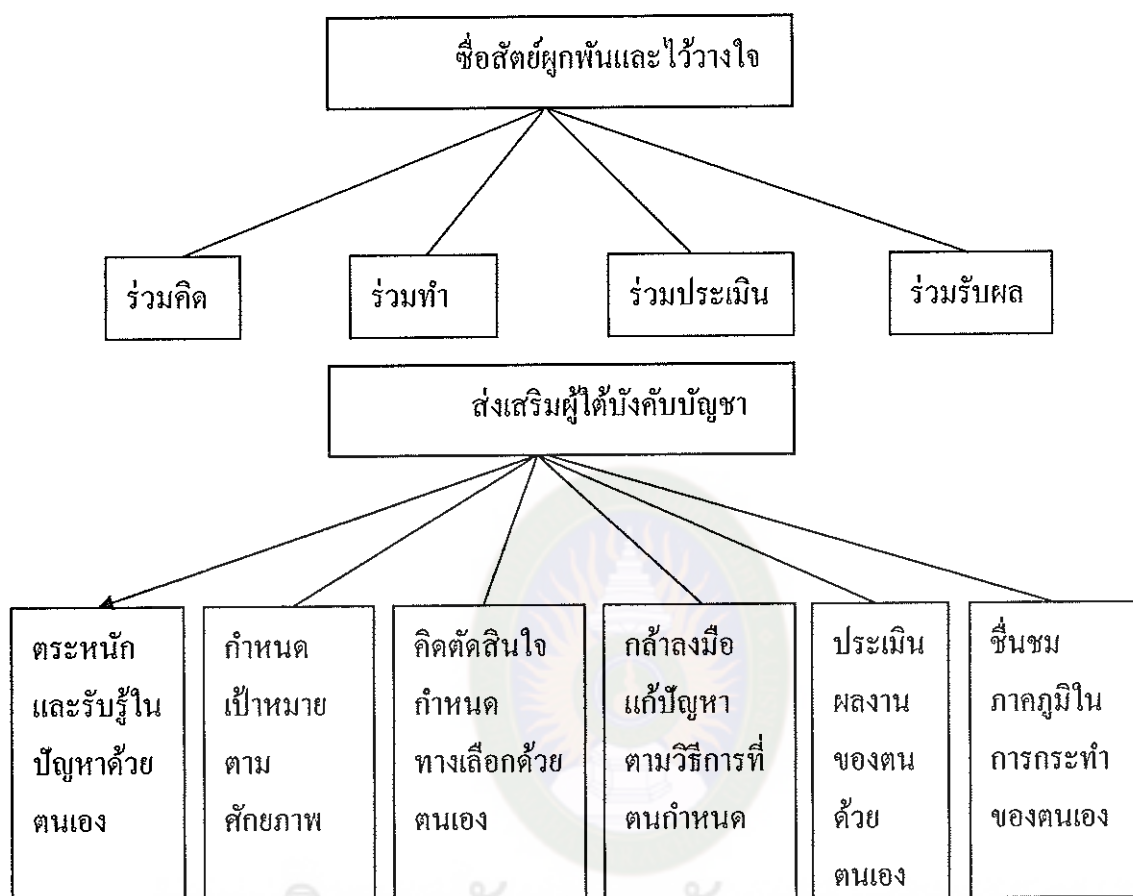 ซื่อสัตย์ผูกพันและไว้วางใจ
ร่วมคิด
ร่วมทำ
ร่วมประเมิน
ร่วมรับผล
ส่งเสริมผู้ใต้บังคับบัญชา
ตระหนัก
และรับรู้ใน
ปัญหาด้วย
ตนเอง
กำหนด
เป้าหมาย
ตาม
ศักยภาพ
คิดตัดสินใจ
กำหนด
ทางเลือกด้วย
ตนเอง
กล้าลงมือ
แก้ปัญหา
ตามวิธีการที่
ตนกำหนด
ประเมิน
ผลงาน
ของตน
ด้วย
ตนเอง
ชื่นชม
ภาคภูมิใน
การกระทำ
ของตนเอง